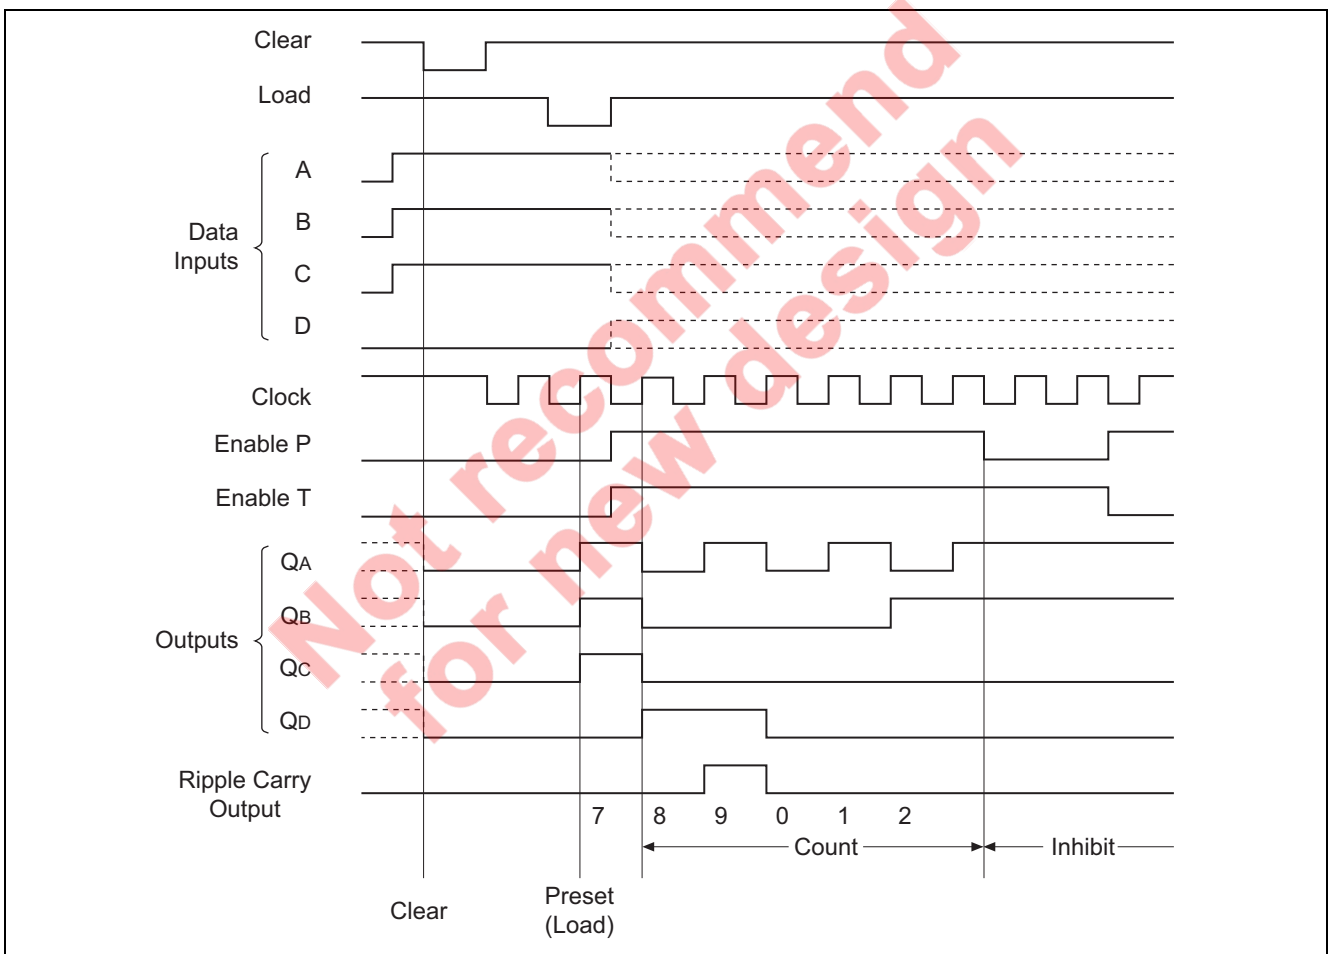 Clear
Load
A
B
C
D
Data
Inputs
Clock
Enable P
Enable T
QA
QB
QC
QD
Outputs
Ripple Carry
Output
7 8 9 0 1 2
Count
Inhibit
Clear
Preset
(Load)
Not recommend
for new design